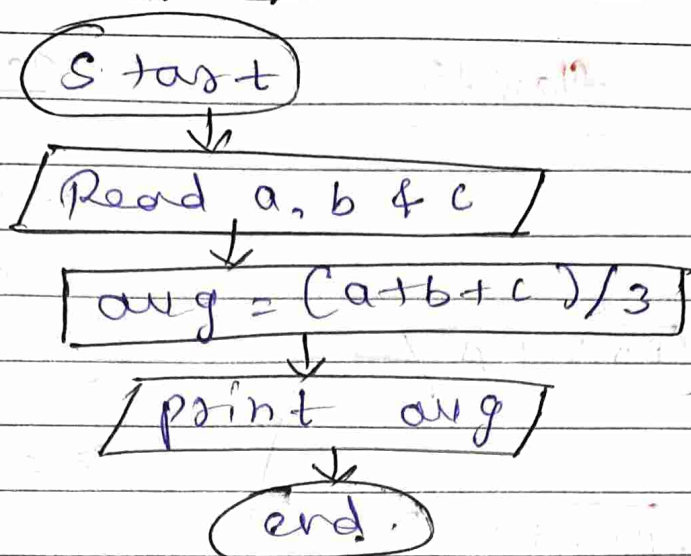 Start
Read a, b & c
avg = (a+b+c)/3
print avg
end.